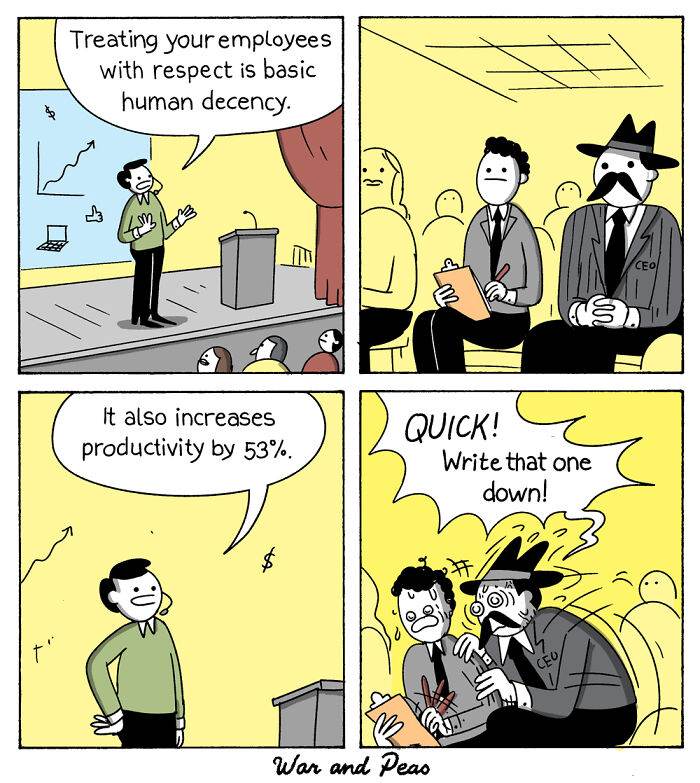 Treating your employees
with respect is basic
human decency.
$
CEO
It also increases
productivity by 53%.
$
QUICK!
Write that one
down!
CEO
War and Peas